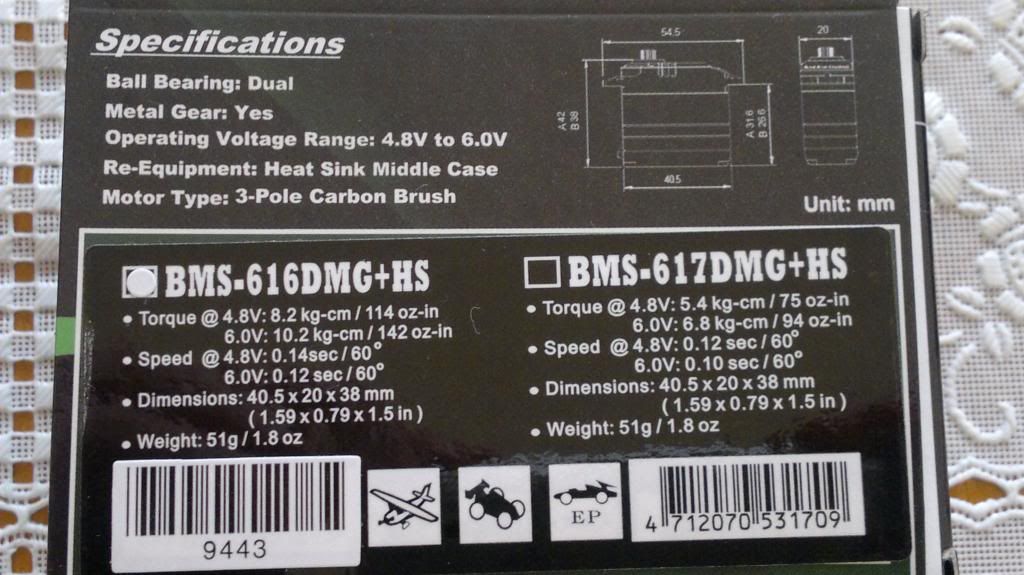 Specifications
Ball Bearing: Dual
Metal Gear: Yes
Operating Voltage Range: 4.8V to 6.0V
Re-Equipment: Heat Sink Middle Case
Motor Type: 3-Pole Carbon Brush
54.5
20
A 42
B 38
A 31.6
B 26.6
40.5
Unit: mm
BMS-616DMG+HS
• Torque @ 4.8V: 8.2 kg-cm / 114 oz-in
6.0V: 10.2 kg-cm / 142 oz-in
• Speed @ 4.8V: 0.14sec / 60°
6.0V: 0.12 sec / 60°
• Dimensions: 40.5 x 20 x 38 mm
( 1.59 x 0.79 x 1.5 in )
• Weight: 51g / 1.8 oz
BMS-617DMG+HS
• Torque @ 4.8V: 5.4 kg-cm / 75 oz-in
6.0V: 6.8 kg-cm / 94 oz-in
• Speed @ 4.8V: 0.12 sec / 60°
6.0V: 0.10 sec / 60°
• Dimensions: 40.5 x 20 x 38 mm
( 1.59 x 0.79 x 1.5 in )
• Weight: 51g / 1.8 oz
9443
EP
4 712070 531709